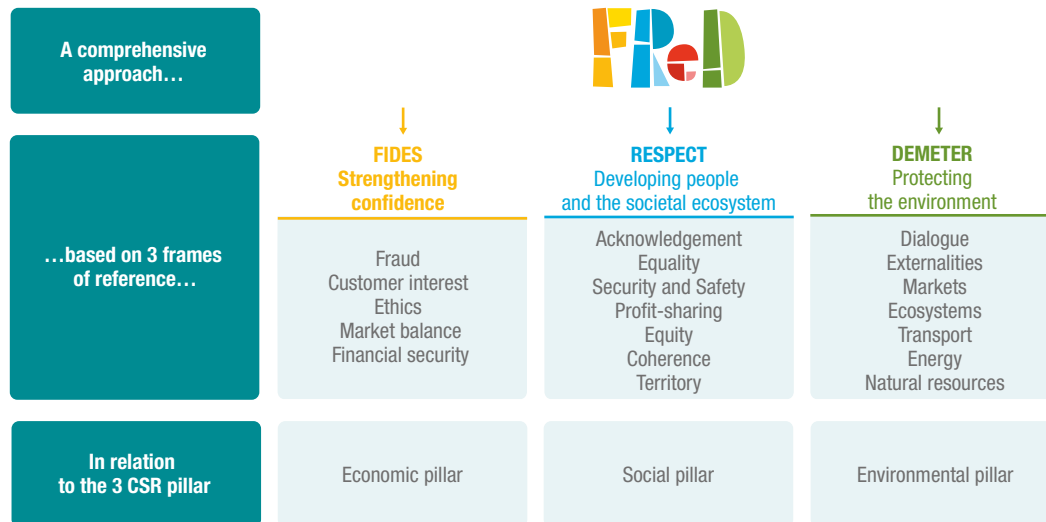 A comprehensive
approach…
FReD
…based on 3 frames
of reference…
FIDES
Strengthening
confidence
Fraud
Customer interest
Ethics
Market balance
Financial security
RESPECT
Developing people
and the societal ecosystem
Acknowledgement
Equality
Security and Safety
Profit-sharing
Equity
Coherence
Territory
DEMETER
Protecting
the environment
Dialogue
Externalities
Markets
Ecosystems
Transport
Energy
Natural resources
In relation
to the 3 CSR pillar
Economic pillar
Social pillar
Environmental pillar